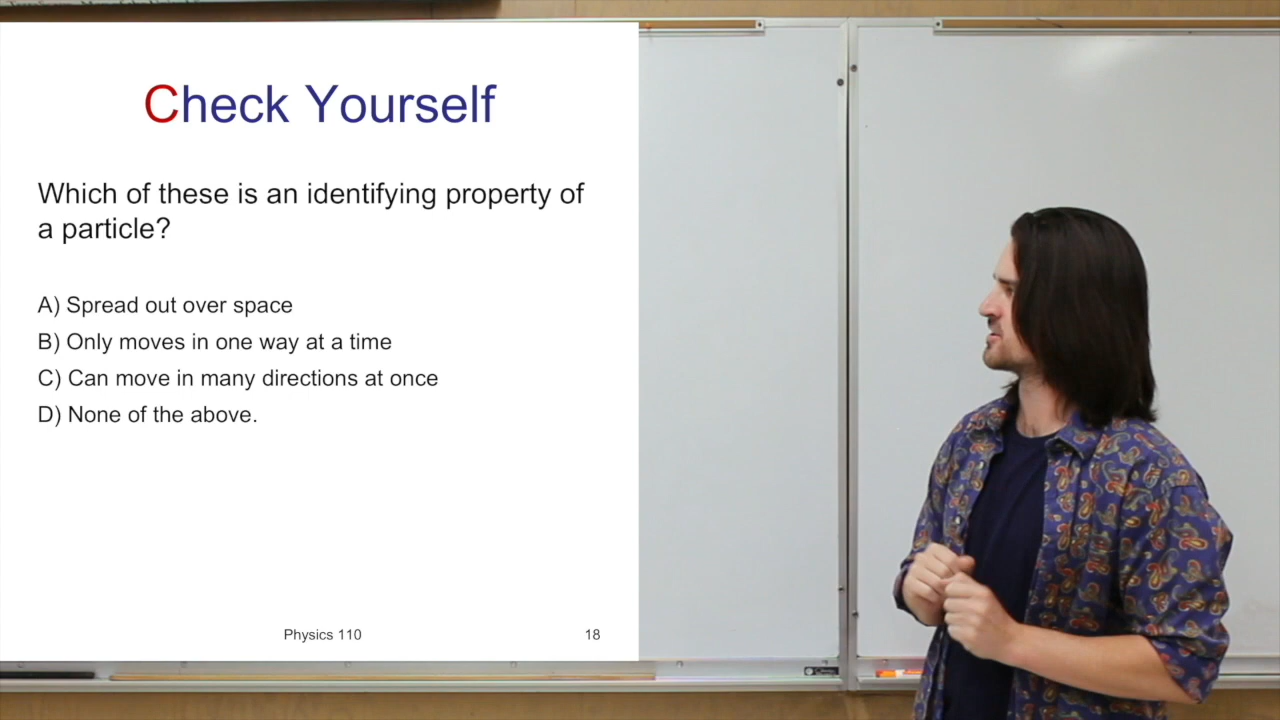 Check Yourself
Which of these is an identifying property of
a particle?
A) Spread out over space
B) Only moves in one way at a time
C) Can move in many directions at once
D) None of the above.
Physics 110
18